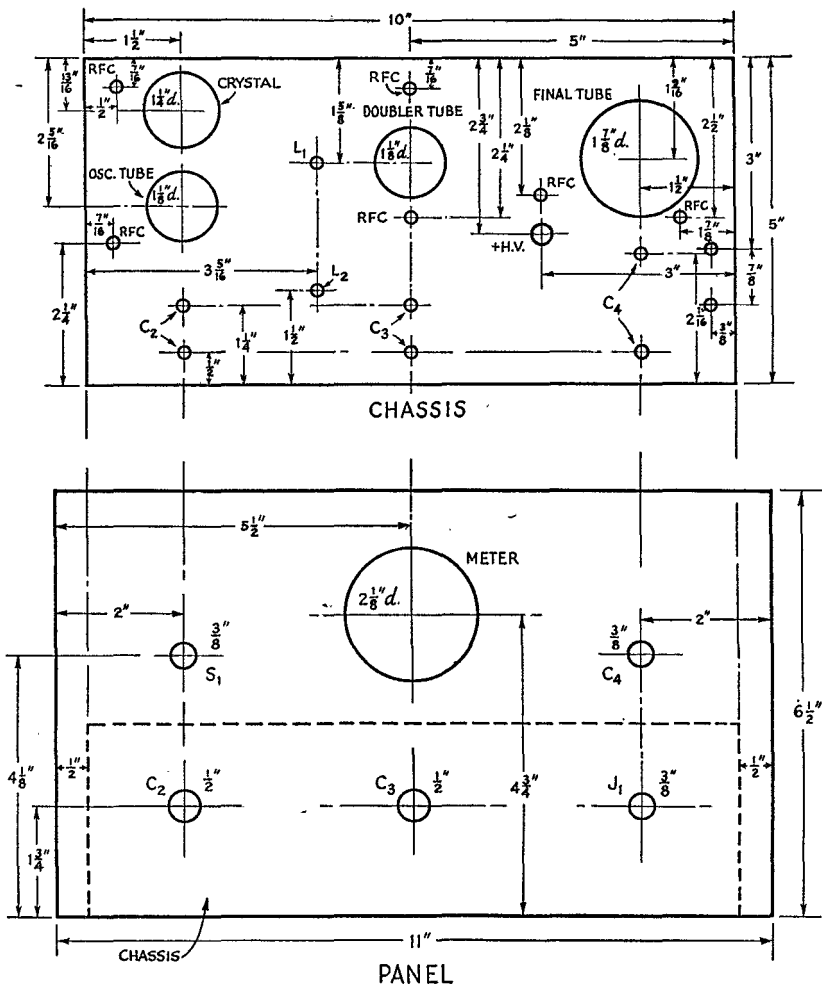 10"
1 1/2"
5"
13/16
RFC
7/16
CRYSTAL
1 1/4"d.
1/2"
2 5/16"
OSC. TUBE
1 1/8"d.
7/16"
RFC
2 1/4"
3 5/16"
L1
L2
C2
1/2"
1 1/4"
1 1/2"
1 5/8"
RFC
7/16
DOUBLER TUBE
1 1/8"d.
RFC
C3
2 3/4"
2 1/4"
2 1/8"
RFC
+H.V.
FINAL TUBE
1 7/8"d.
1 9/16"
2 1/2"
3"
1 1/2"
RFC
1 7/8"
5"
3"
7/8"
C4
2 1/16"
3/8"
CHASSIS
5 1/2"
METER
2 1/8"d.
2"
2"
3/8"
S1
3/8"
C4
6 1/2"
4 1/8"
1/2"
C2
1/2"
C3
1/2"
4 3/4"
J1
3/8"
1/2"
1 3/4"
CHASSIS
11"
PANEL